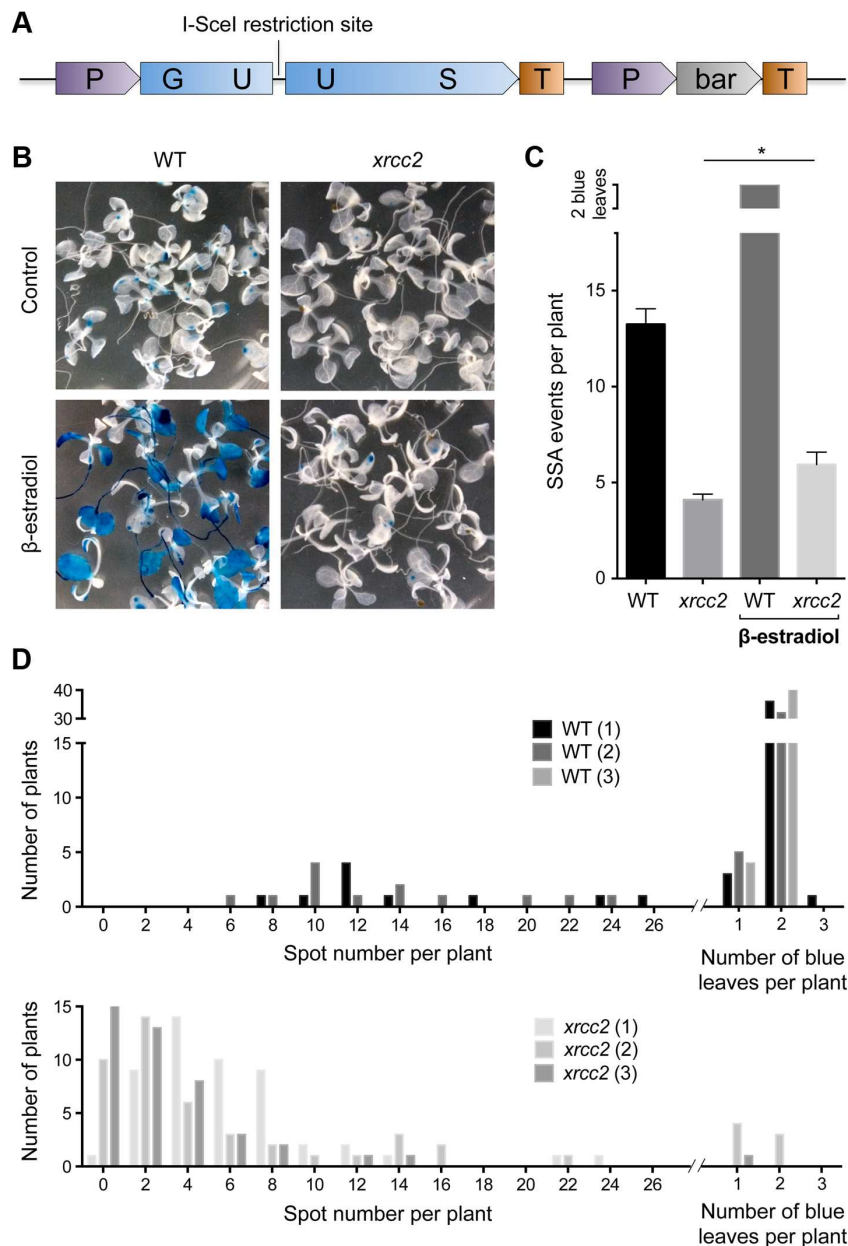 A
I-SceI restriction site
P G U U S T P bar T
B
WT xrcc2
Control
β-estradiol
C
2 blue
leaves
*
SSA events per plant
15
10
5
0
WT xrcc2 WT xrcc2
β-estradiol
D
Number of plants
40
30
15
10
5
0
WT (1)
WT (2)
WT (3)
0 2 4 6 8 10 12 14 16 18 20 22 24 26 1 2 3
Spot number per plant
Number of blue
leaves per plant
Number of plants
15
10
5
0
xrcc2 (1)
xrcc2 (2)
xrcc2 (3)
0 2 4 6 8 10 12 14 16 18 20 22 24 26 1 2 3
Spot number per plant
Number of blue
leaves per plant